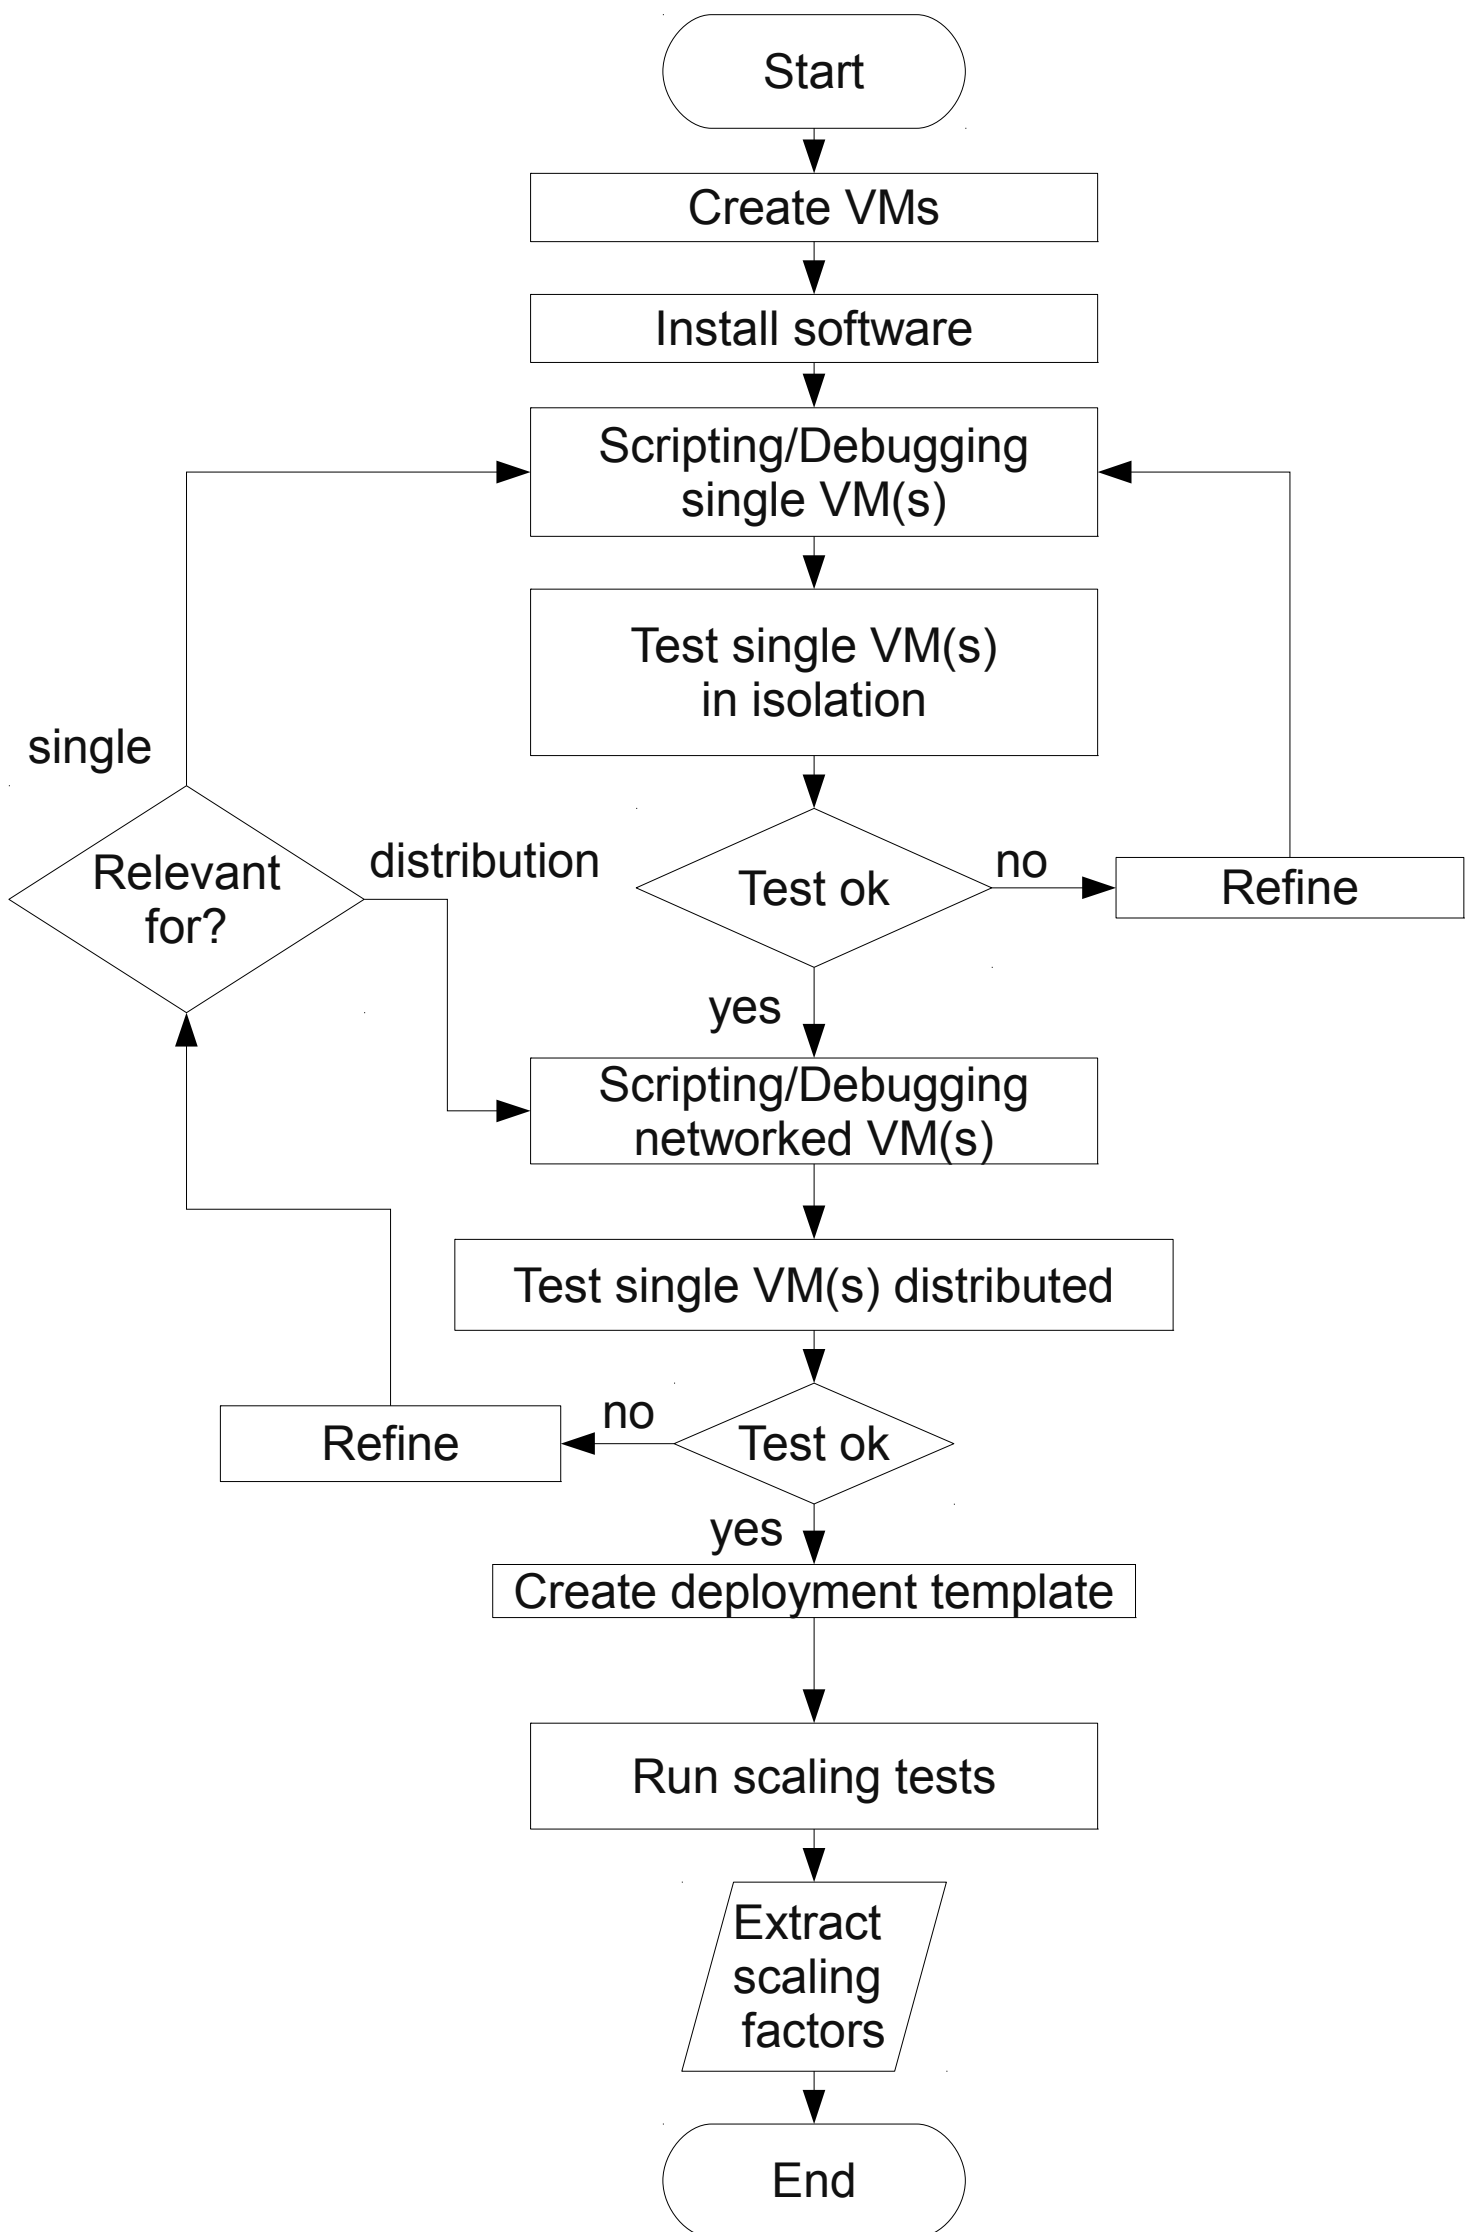 Start
Create VMs
Install software
Scripting/Debugging
single VM(s)
Test single VM(s)
in isolation
single
Relevant
for?
distribution
Test ok
no
Refine
yes
Scripting/Debugging
networked VM(s)
Test single VM(s) distributed
Refine
no
Test ok
yes
Create deployment template
Run scaling tests
Extract
scaling
factors
End